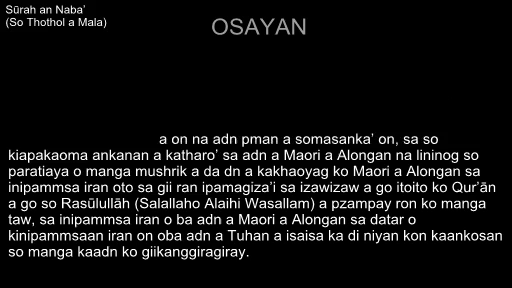 Sūrah an Naba’
(So Thothol a Mala)
OSAYAN
a on na adn pman a somasanka’ on, sa so
kiapakaoma ankanan a katharo’ sa adn a Maori a Alongan na lininog so
paratiaya o manga mushrik a da dn a kakhaoyag ko Maori a Alongan sa
inipammsa iran oto sa gii ran ipamagiza’i sa izawizaw a go itoito ko Qur’ān
a go so Rasūlullāh (Salallaho Alaihi Wasallam) a pzampay ron ko manga
taw, sa inipammsa iran o ba adn a Maori a Alongan sa datar o
kinipammsaan iran on oba adn a Tuhan a isaisa ka di niyan kon kaankosan
so manga kaadn ko giikanggiragiray.